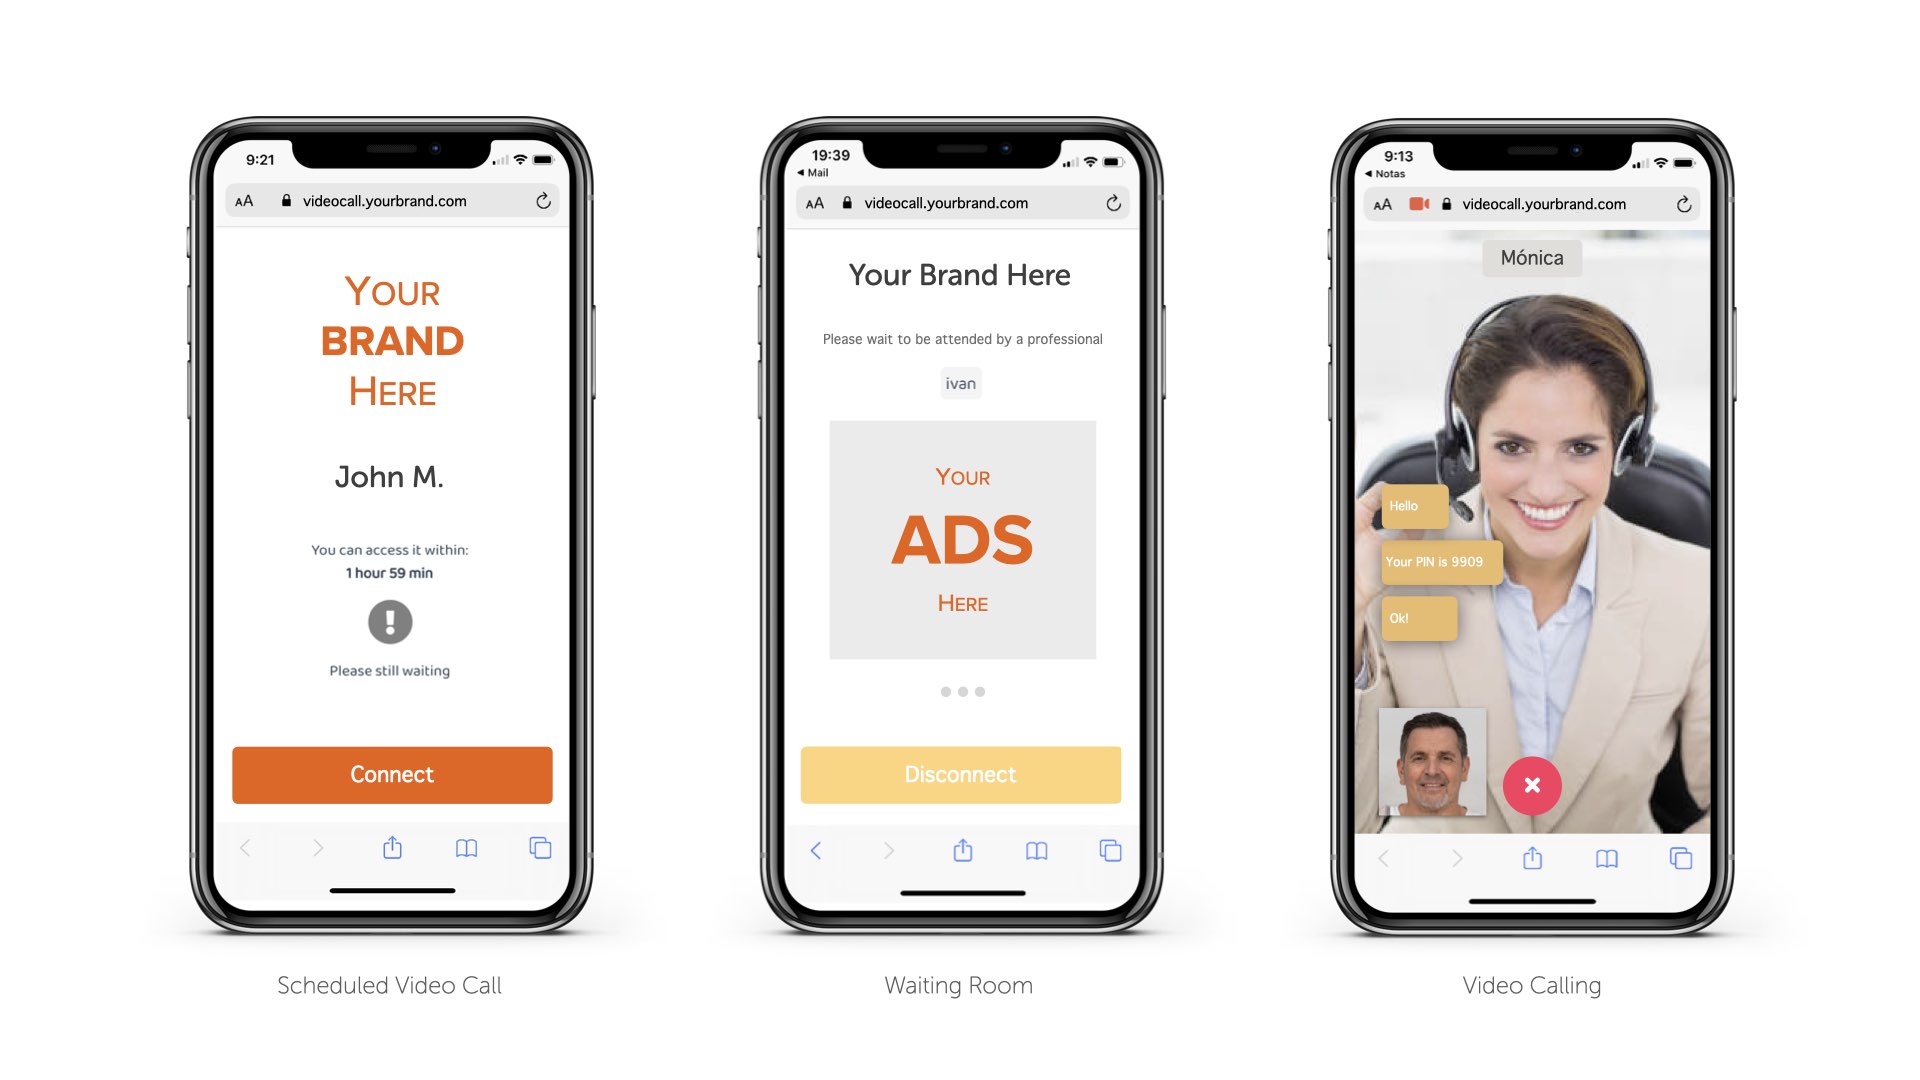 9:21
AA videocall.yourbrand.com
YOUR
BRAND
HERE
John M.
You can access it within:
1 hour 59 min
!
Please still waiting
Connect
Scheduled Video Call
19:39
◀ Mail
AA videocall.yourbrand.com
Your Brand Here
Please wait to be attended by a professional
ivan
YOUR
ADS
HERE
Disconnect
Waiting Room
9:13
◀ Notas
AA videocall.yourbrand.com
Mónica
Hello
Your PIN is 9909
Ok!
Video Calling